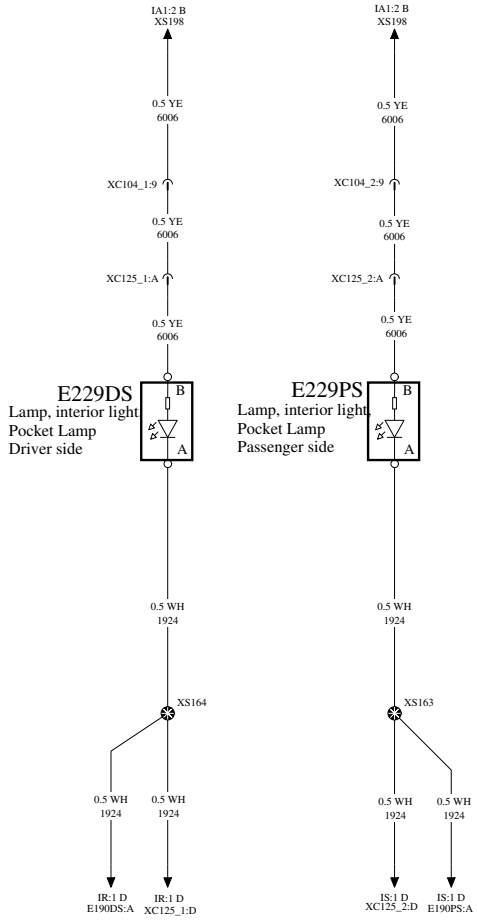 IA1:2 B
XS198
0.5 YE
6006
XC104_1:9
0.5 YE
6006
XC125_1:A
0.5 YE
6006
E229DS
Lamp, interior light,
Pocket Lamp
Driver side
B
A
0.5 WH
1924
XS164
0.5 WH
1924
0.5 WH
1924
IR:1 D
E190DS:A
IR:1 D
XC125_1:D
IA1:2 B
XS198
0.5 YE
6006
XC104_2:9
0.5 YE
6006
XC125_2:A
0.5 YE
6006
E229PS
Lamp, interior light,
Pocket Lamp
Passenger side
B
A
0.5 WH
1924
XS163
0.5 WH
1924
0.5 WH
1924
IS:1 D
XC125_2:D
IS:1 D
E190PS:A